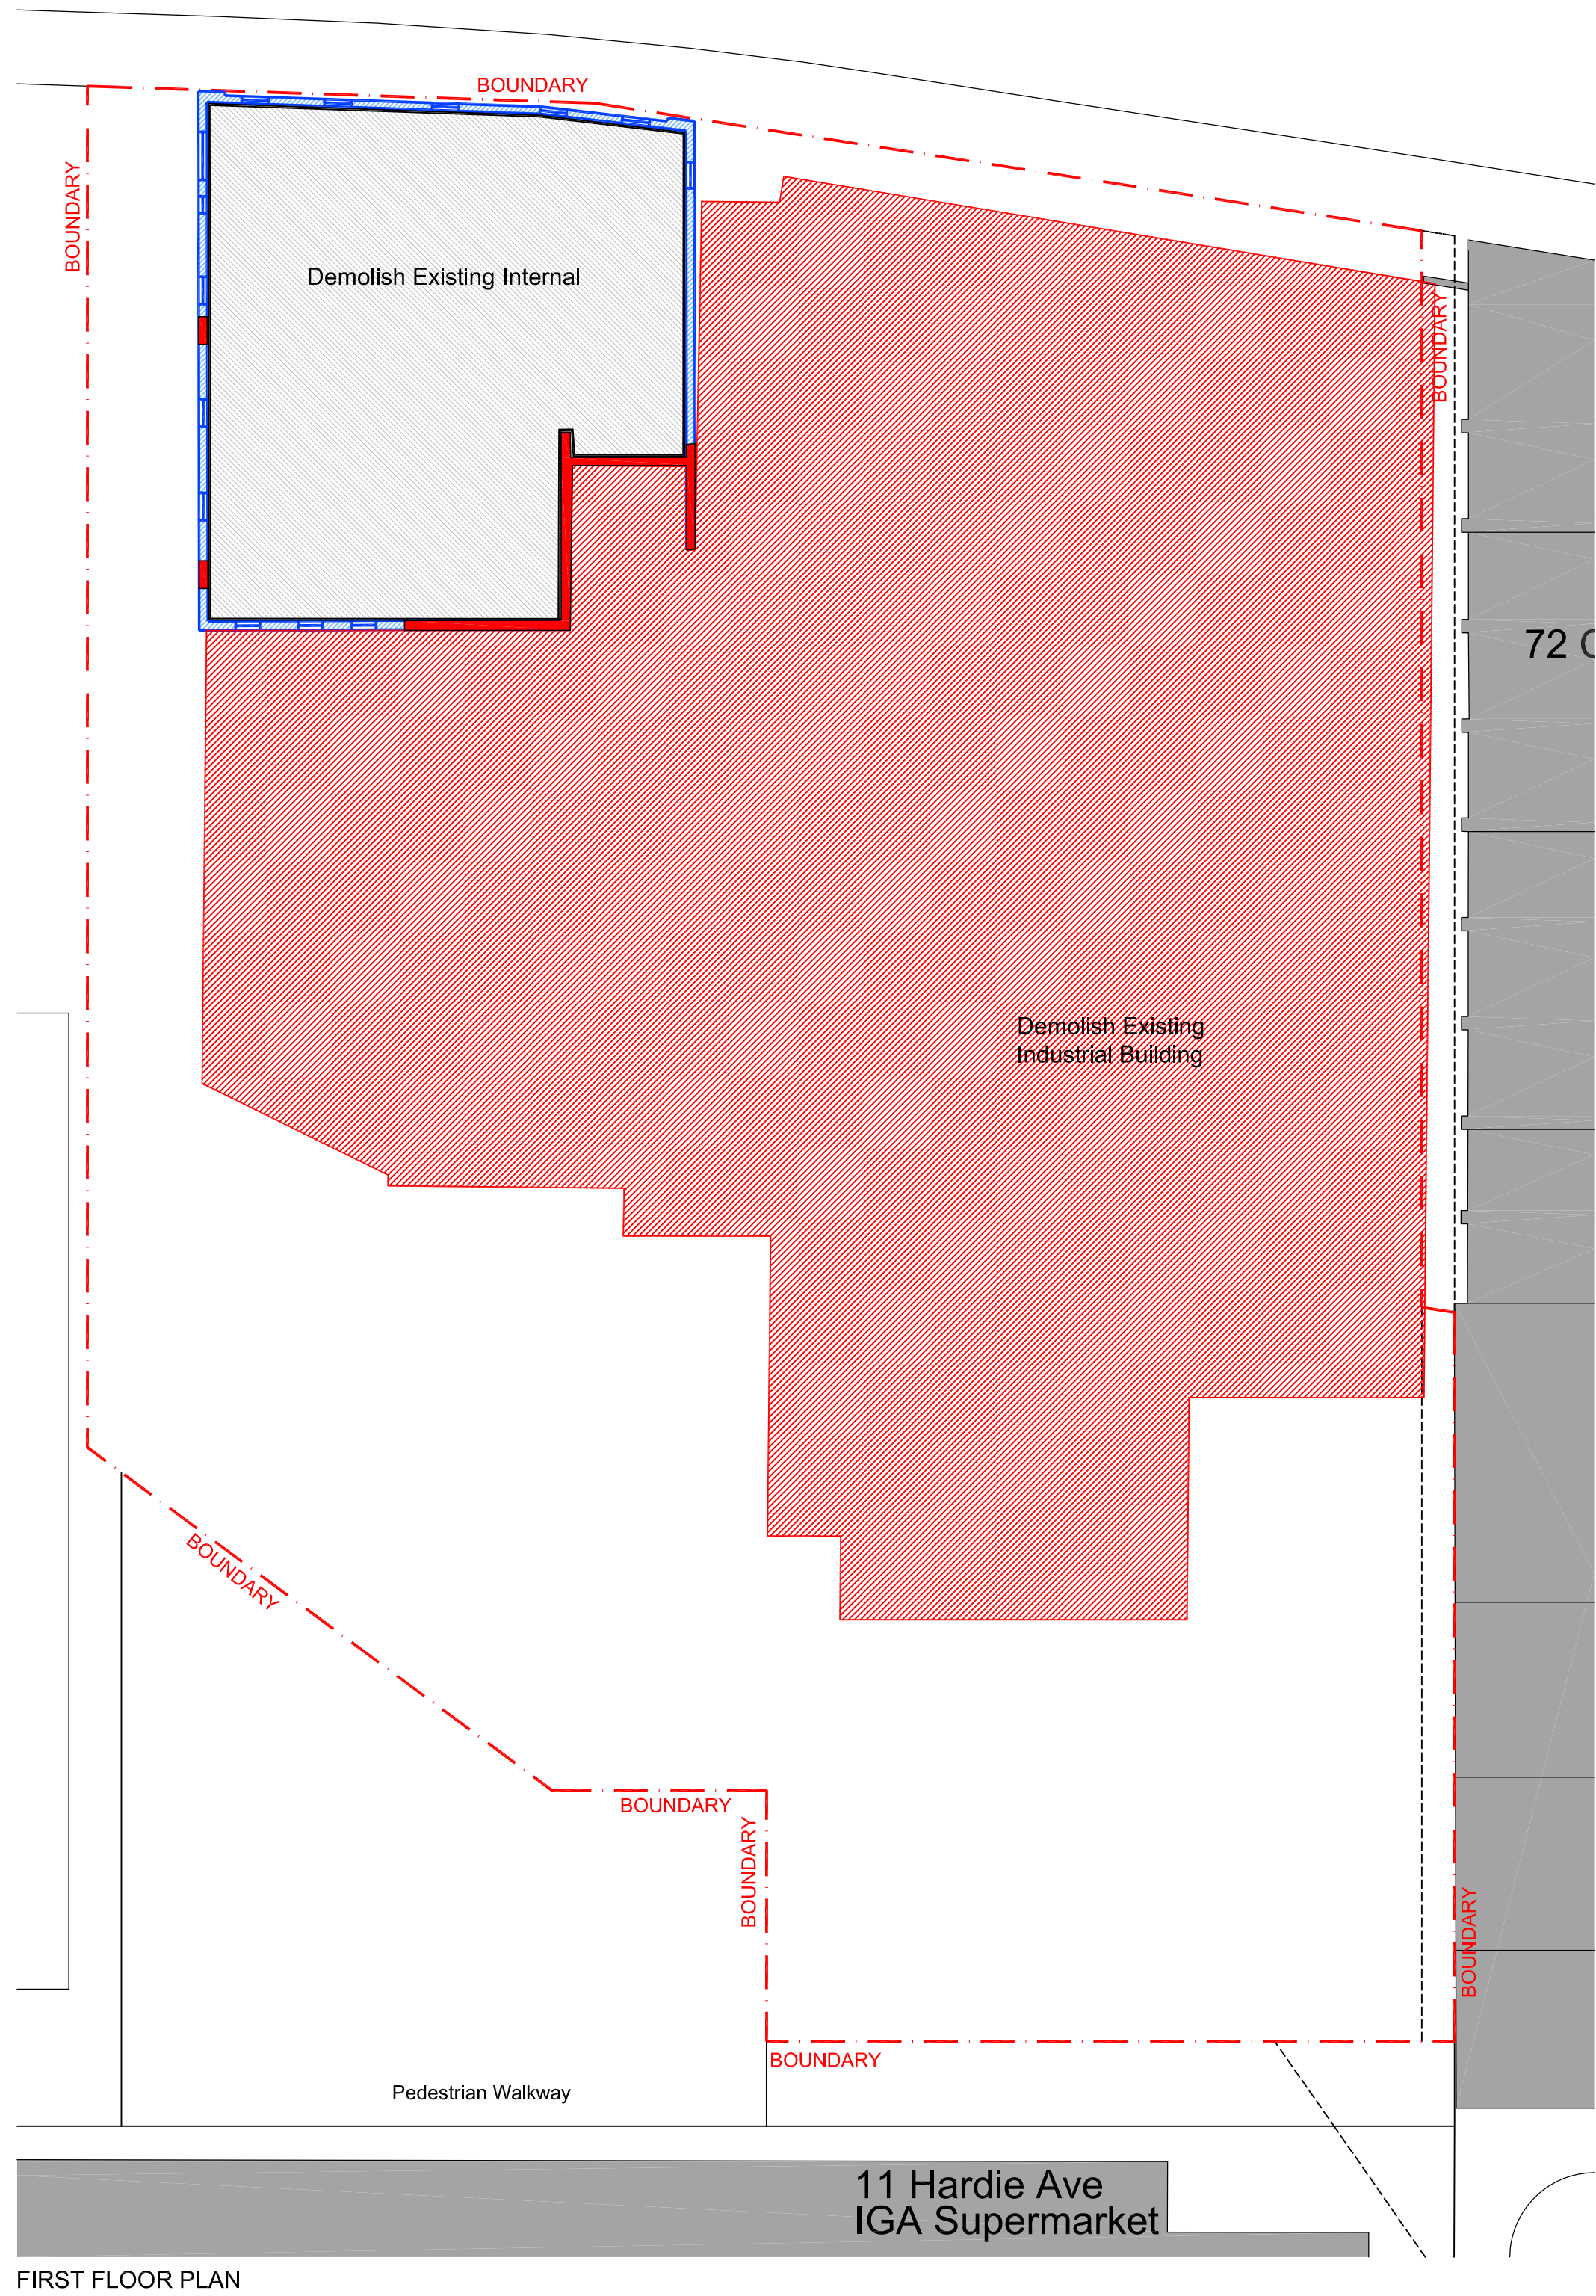 BOUNDARY
BOUNDARY
Demolish Existing Internal
BOUNDARY
72
Demolish Existing
Industrial Building
BOUNDARY
BOUNDARY
BOUNDARY
BOUNDARY
BOUNDARY
Pedestrian Walkway
11 Hardie Ave
IGA Supermarket
FIRST FLOOR PLAN